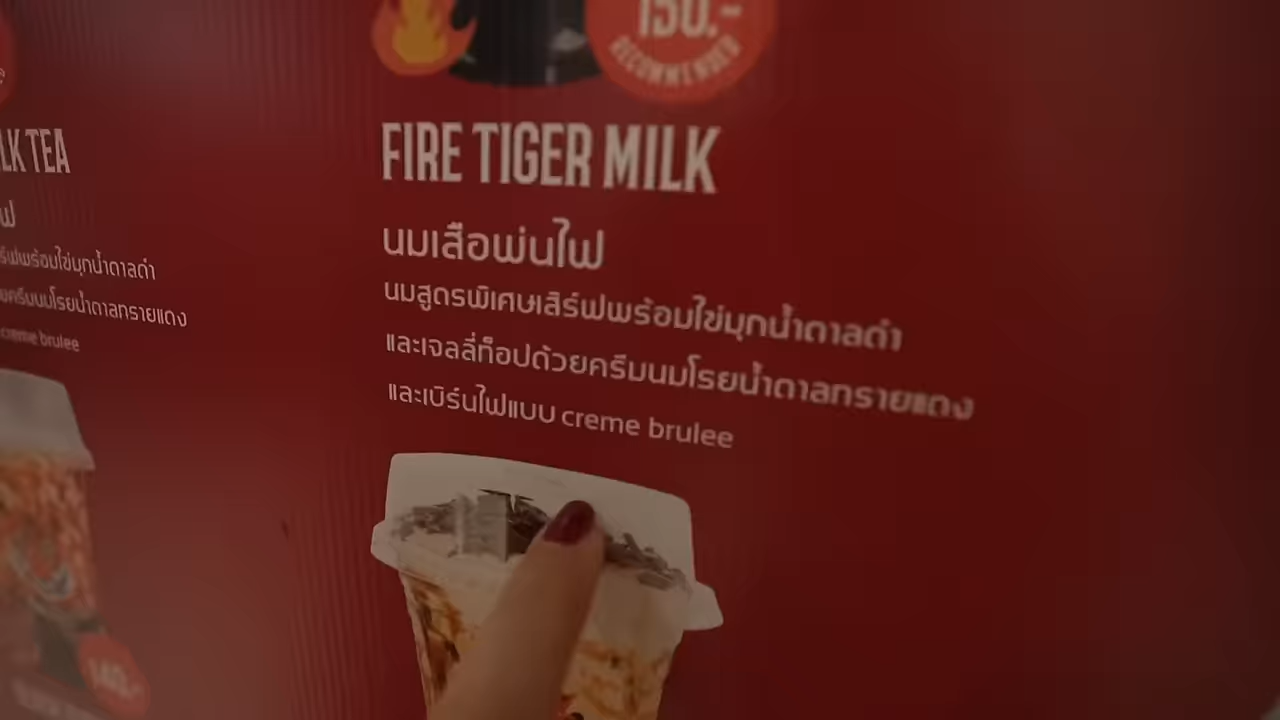 150.-
RECOMMENDED
LK TEA
ฟ
FIRE TIGER MILK
นมเสือพ่นไฟ
นมสูตรพิเศษเสิร์ฟพร้อมไข่มุกน้ำตาลดำ
และเจลลี่ท็อปด้วยครีมนมโรยน้ำตาลทรายแดง
และเบิร์นไฟแบบ creme brulee
ร์ฟพร้อมไข่มุกน้ำตาลดำ
ยครีมนมโรยน้ำตาลทรายแดง
creme brulee
140.-